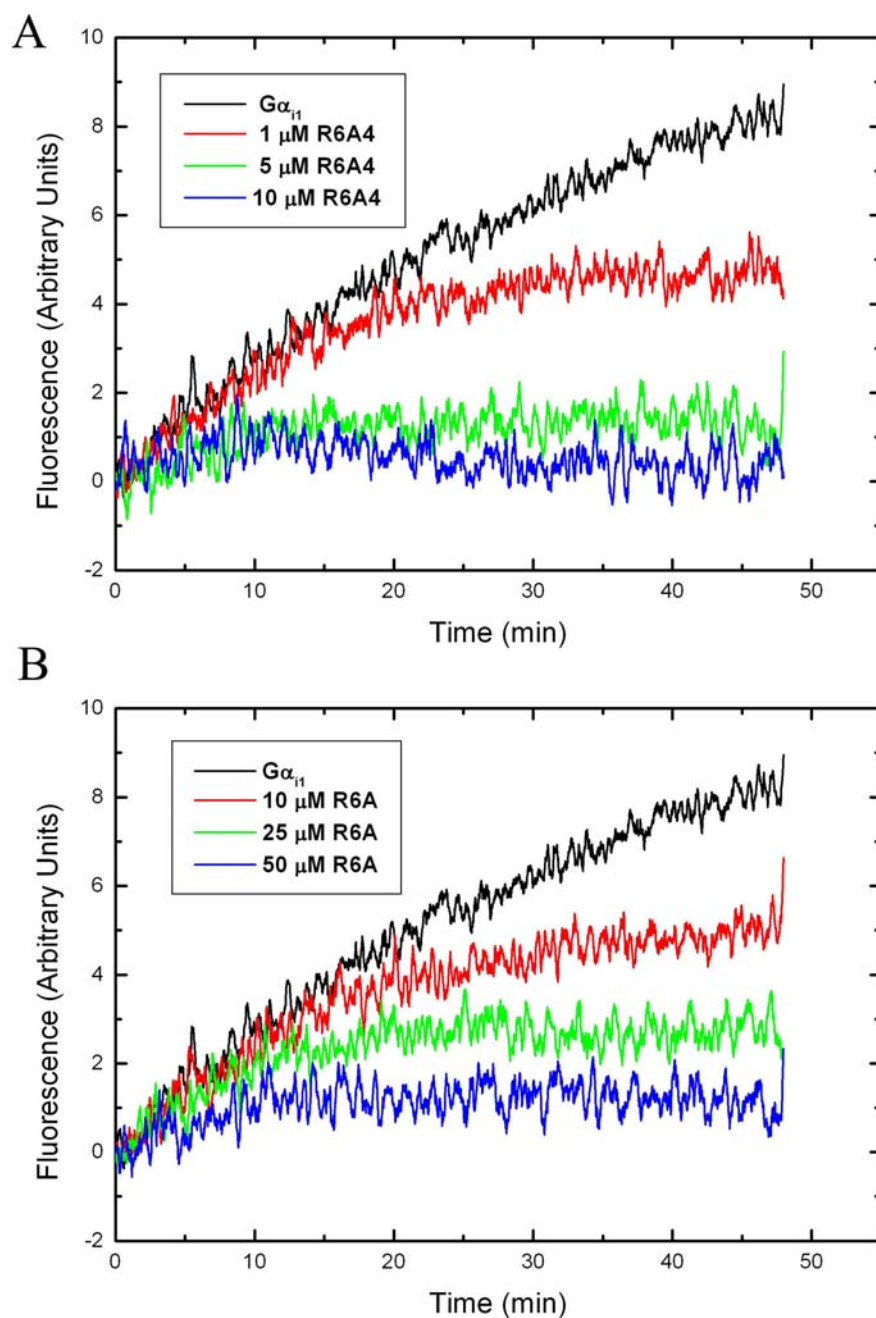 A
10
8
6
4
2
0
-2
Fluorescence (Arbitrary Units)
Gαi1
1 μM R6A4
5 μM R6A4
10 μM R6A4
0 10 20 30 40 50
Time (min)
B
10
8
6
4
2
0
-2
Fluorescence (Arbitrary Units)
Gαi1
10 μM R6A
25 μM R6A
50 μM R6A
0 10 20 30 40 50
Time (min)